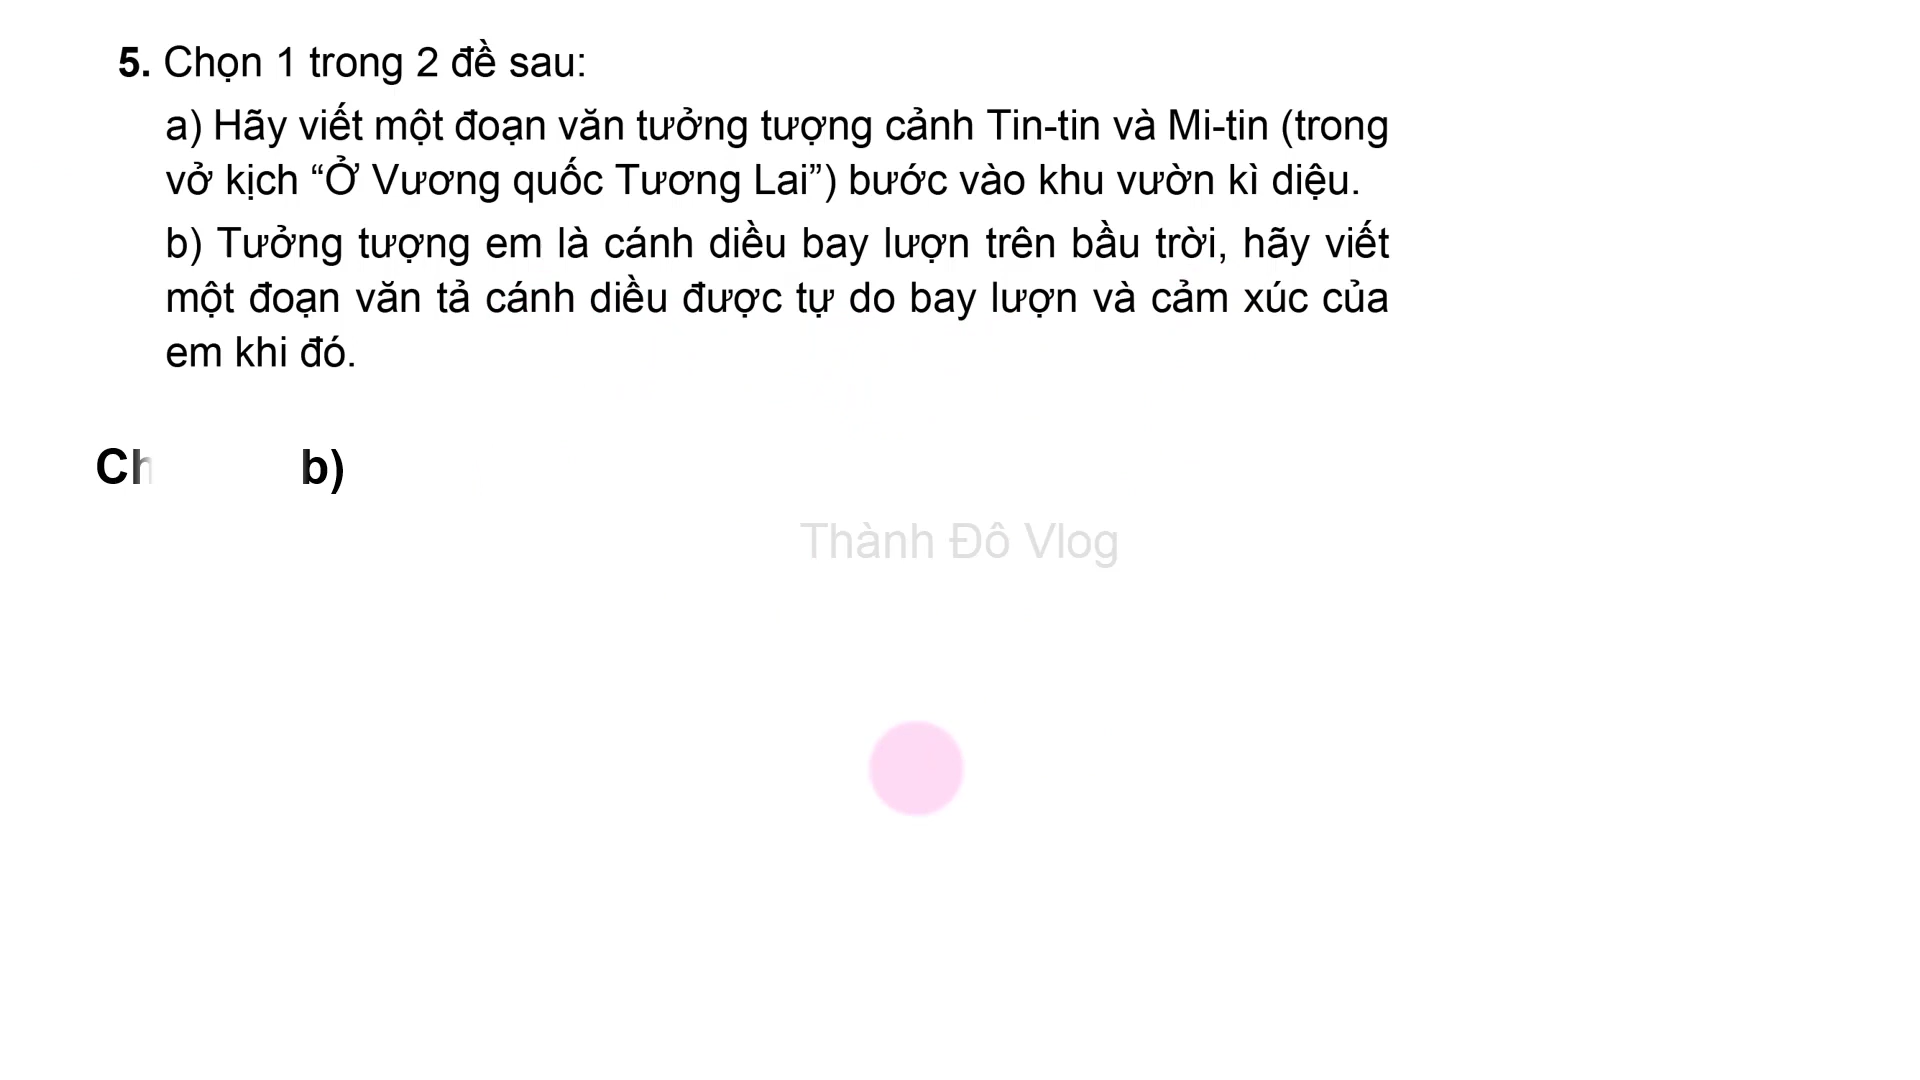 5. Chọn 1 trong 2 đề sau:
a) Hãy viết một đoạn văn tưởng tượng cảnh Tin-tin và Mi-tin (trong
vở kịch “Ở Vương quốc Tương Lai”) bước vào khu vườn kì diệu.
b) Tưởng tượng em là cánh diều bay lượn trên bầu trời, hãy viết
một đoạn văn tả cánh diều được tự do bay lượn và cảm xúc của
em khi đó.
Ch b)
Thành Đô Vlog